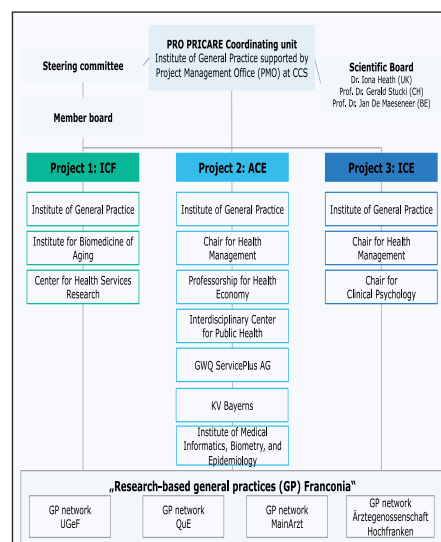 PRO PRICARE Coordinating unit
Institute of General Practice supported by
Project Management Office (PMO) at CCS
Steering committee
Scientific Board
Dr. Iona Heath (UK)
Prof. Dr. Gerald Stucki (CH)
Prof. Dr. Jan De Maeseneer (BE)
Member board
Project 1: ICF
Institute of General Practice
Institute for Biomedicine of
Aging
Center for Health Services
Research
Project 2: ACE
Institute of General Practice
Chair for Health
Management
Professorship for Health
Economy
Interdisciplinary Center
for Public Health
GWQ ServicePlus AG
KV Bayerns
Institute of Medical
Informatics, Biometry, and
Epidemiology
Project 3: ICE
Institute of General Practice
Chair for Health
Management
Chair for
Clinical Psychology
„Research-based general practices (GP) Franconia“
GP network
UGeF
GP network
QuE
GP network
MainArzt
GP network
Ärztegenossenschaft
Hochfranken